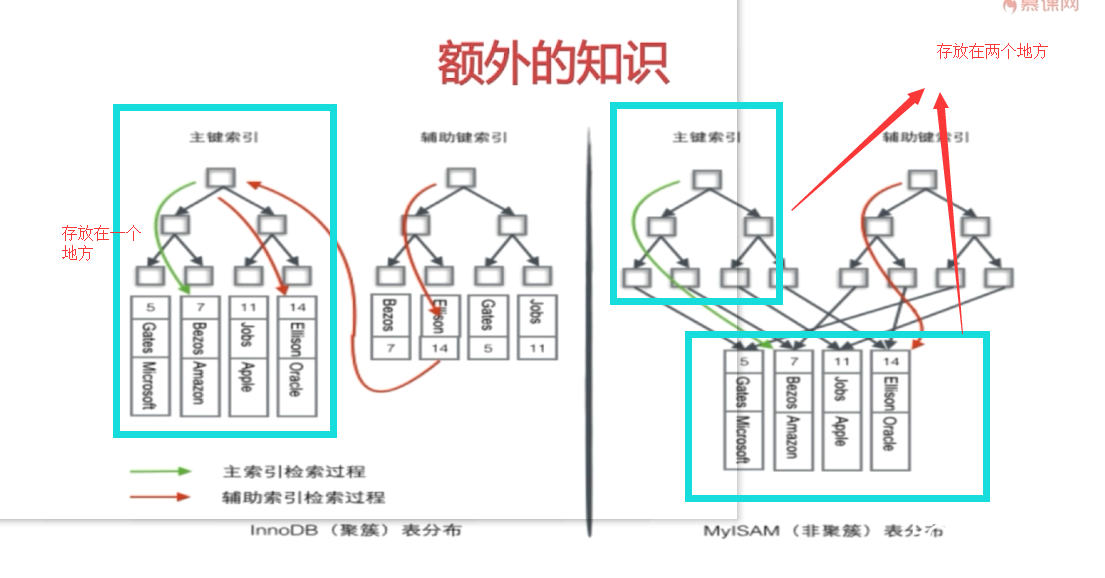 慕课网
额外的知识
存放在两个地方
主键索引
辅助键索引
主键索引
辅助键索引
存放在一个
地方
5
7
11
14
Gates Microsoft
Bezos Amazon
Jobs Apple
Ellison Oracle
Bezos
Ellison
Gates
Jobs
7
14
5
11
5
7
11
14
Gates Microsoft
Bezos Amazon
Jobs Apple
Ellison Oracle
主索引检索过程
辅助索引检索过程
InnoDB（聚簇）表分布
MyISAM（非聚簇）表分布